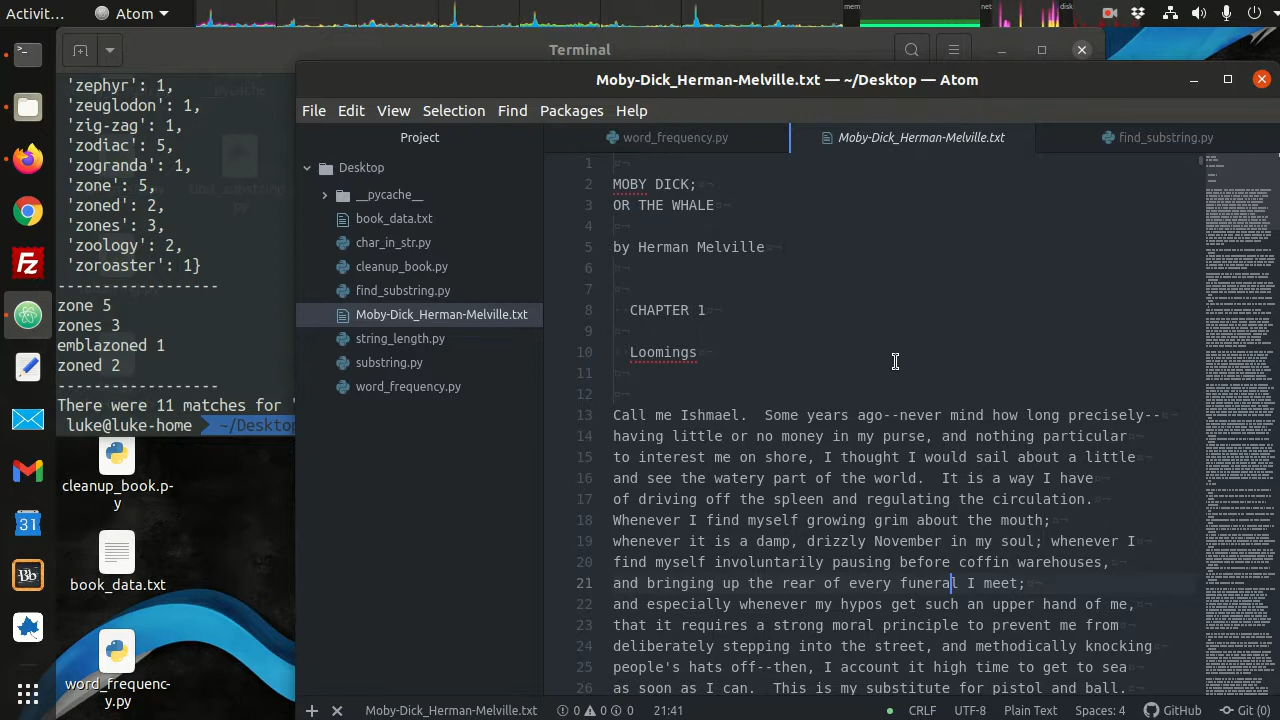 Activit...
Atom
mem
net
disk
Terminal
'zephyr': 1,
'zeuglodon': 1,
'zig-zag': 1,
'zodiac': 5,
'zogranda': 1,
'zone': 5,
'zoned': 2,
'zones': 3,
'zoology': 2,
'zoroaster': 1}
------------------
zone 5
zones 3
emblazoned 1
zoned 2
------------------
There were 11 matches for '
luke@luke-home ~/Desktop
cleanup_book.p-
y
book_data.txt
word_frequenc-
y.py
31
Bb
Moby-Dick_Herman-Melville.txt — ~/Desktop — Atom
File Edit View Selection Find Packages Help
Project
word_frequency.py
Moby-Dick_Herman-Melville.txt
find_substring.py
Desktop
__pycache__
book_data.txt
char_in_str.py
cleanup_book.py
find_substring.py
Moby-Dick_Herman-Melville.txt
string_length.py
substring.py
word_frequency.py
1
2 MOBY DICK;
3 OR THE WHALE
4
5 by Herman Melville
6
7
8 CHAPTER 1
9
10 Loomings
11
12
13 Call me Ishmael.  Some years ago--never mind how long precisely--
14 having little or no money in my purse, and nothing particular
15 to interest me on shore, I thought I would sail about a little
16 and see the watery part of the world.  It is a way I have
17 of driving off the spleen and regulating the circulation.
18 Whenever I find myself growing grim about the mouth;
19 whenever it is a damp, drizzly November in my soul; whenever I
20 find myself involuntarily pausing before coffin warehouses,
21 and bringing up the rear of every funeral I meet;
22 and especially whenever my hypos get such an upper hand of me,
23 that it requires a strong moral principle to prevent me from
24 deliberately stepping into the street, and methodically knocking
25 people's hats off--then, I account it high time to get to sea
26 as soon as I can.  This is my substitute for pistol and ball.
Moby-Dick_Herman-Melville.txt 0 0 0 21:41 CRLF UTF-8 Plain Text Spaces: 4 GitHub Git (0)